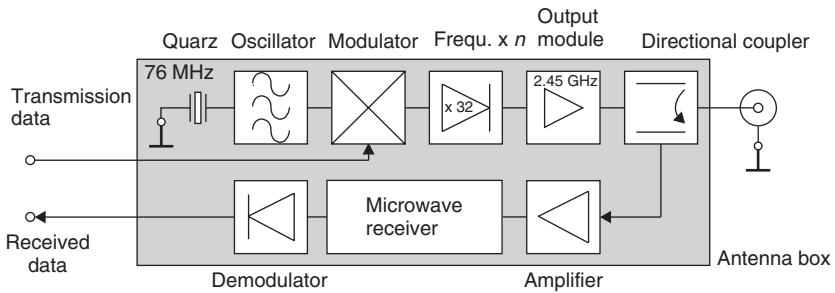 Quarz Oscillator Modulator Frequ. x n Output module Directional coupler
76 MHz
Transmission data
x 32
2.45 GHz
Microwave receiver
Received data
Demodulator
Amplifier
Antenna box